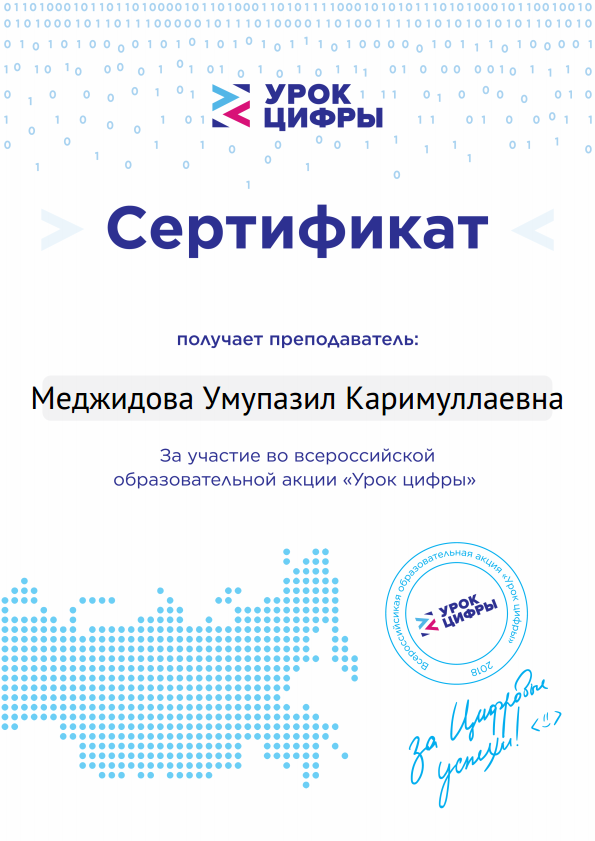 УРОК
ЦИФРЫ
Сертификат
получает преподаватель:
Меджидова Умупазил Каримуллаевна
За участие во всероссийской
образовательной акции «Урок цифры»
Всероссийская образовательная акция «Урок цифры»
УРОК
ЦИФРЫ
2018
за Цифровые
успехи! <!!>